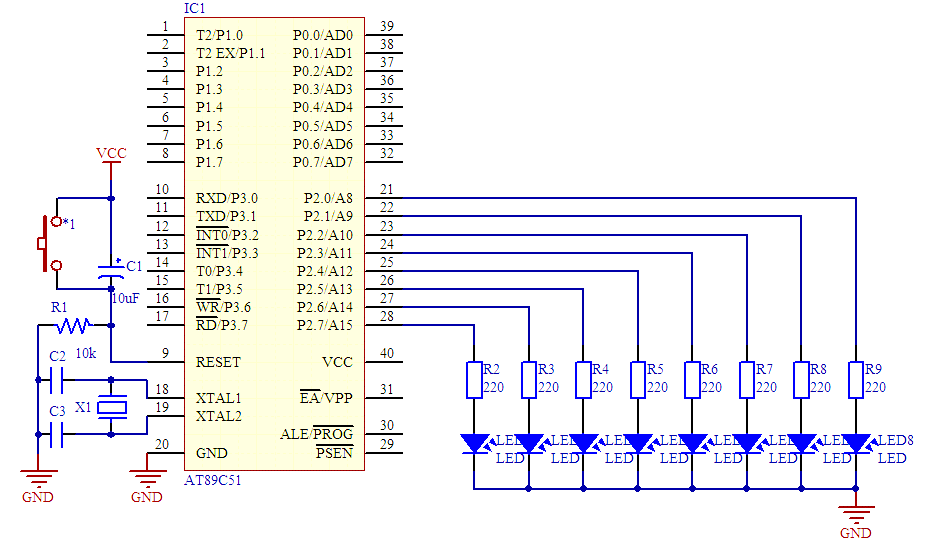 IC1
1 T2/P1.0 P0.0/AD0 39
2 T2 EX/P1.1 P0.1/AD1 38
3 P1.2 P0.2/AD2 37
4 P1.3 P0.3/AD3 36
5 P1.4 P0.4/AD4 35
6 P1.5 P0.5/AD5 34
7 P1.6 P0.6/AD6 33
8 P1.7 P0.7/AD7 32
VCC
10 RXD/P3.0 P2.0/A8 21
*1
11 TXD/P3.1 P2.1/A9 22
12 INT0/P3.2 P2.2/A10 23
13 INT1/P3.3 P2.3/A11 24
C1
14 T0/P3.4 P2.4/A12 25
10uF
15 T1/P3.5 P2.5/A13 26
R1
16 WR/P3.6 P2.6/A14 27
17 RD/P3.7 P2.7/A15 28
10k
9 RESET VCC 40
C2
R2 R3 R4 R5 R6 R7 R8 R9
220 220 220 220 220 220 220 220
18 XTAL1 EA/VPP 31
C3 X1
19 XTAL2
ALE/PROG 30
20 GND PSEN 29
LED LED LED LED LED LED LED LED8
LED LED LED LED LED LED LED LED
AT89C51
GND GND
GND